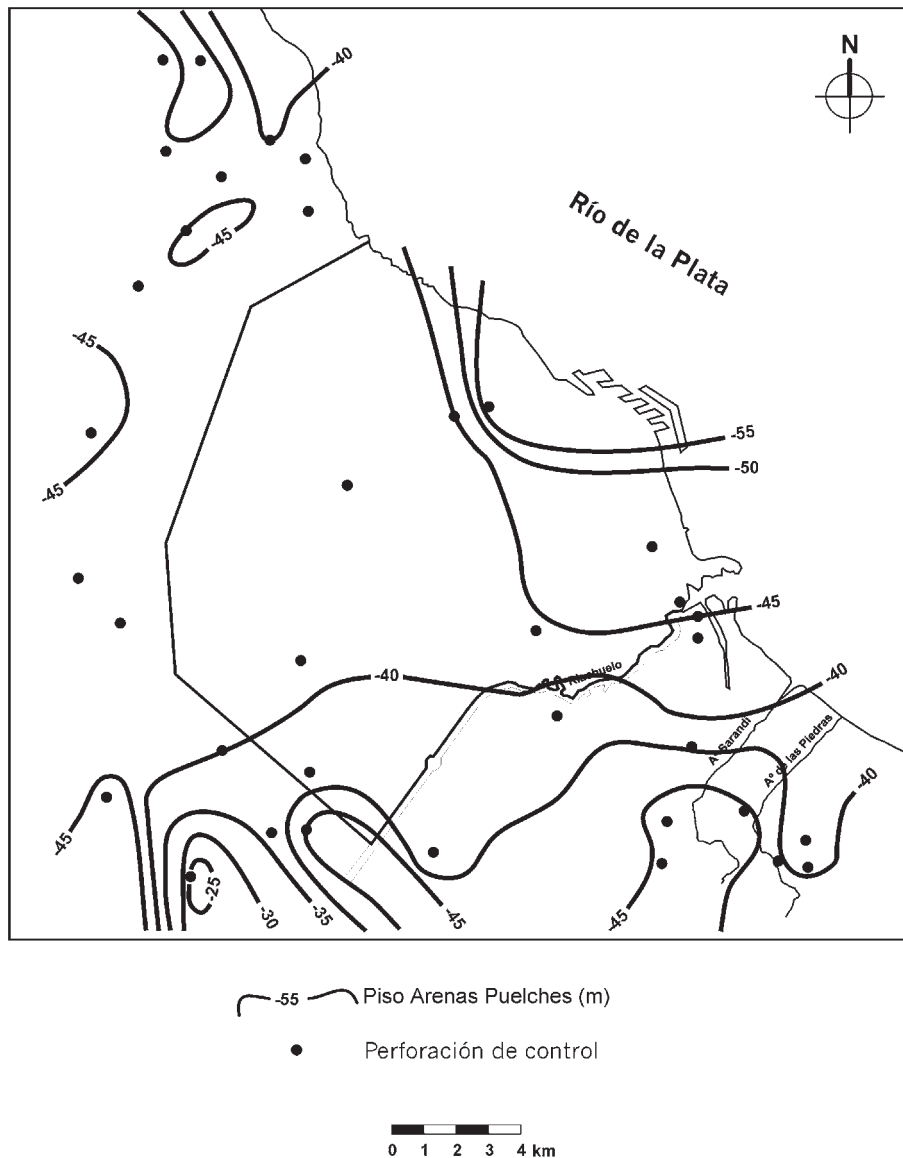 -40
N
Río de la Plata
-45
-45
-45
-55
-50
-45
Riachuelo
-40
-40
Aº Sarandí
Aº de las Piedras
-40
-45
-25
-30
-35
-45
-45
-55
Piso Arenas Puelches (m)
Perforación de control
0 1 2 3 4 km